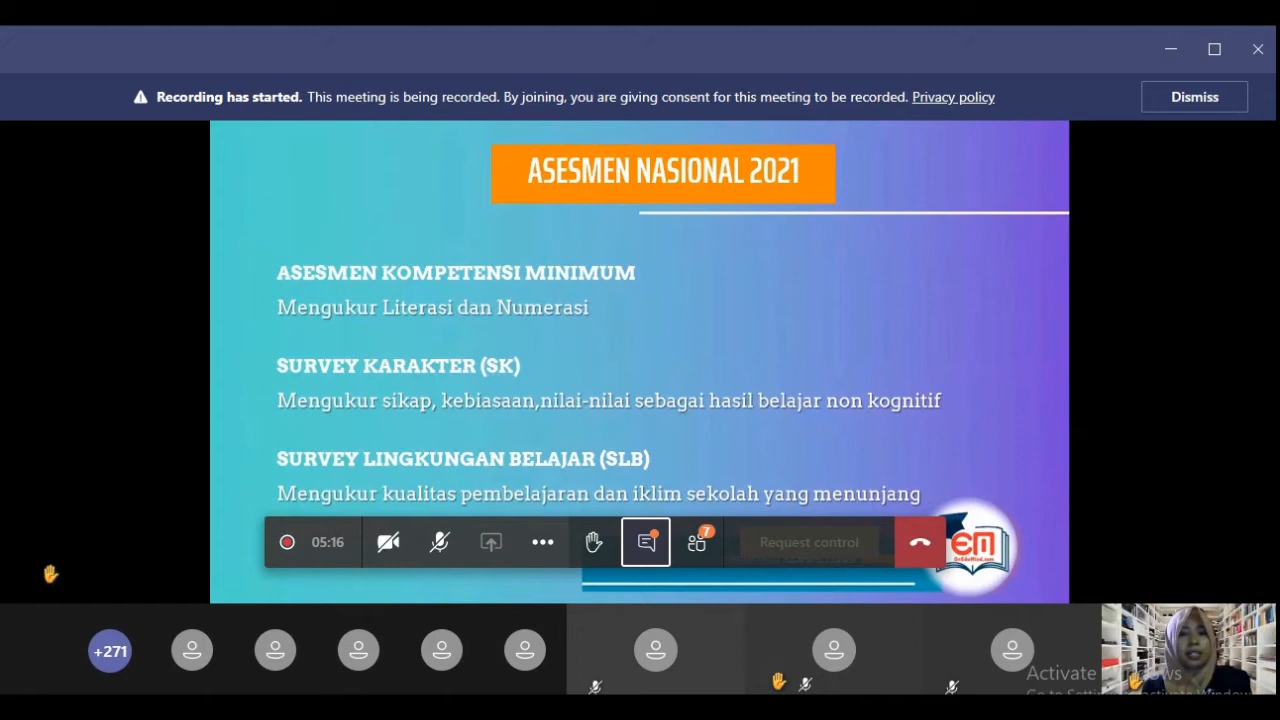 Recording has started. This meeting is being recorded. By joining, you are giving consent for this meeting to be recorded. Privacy policy
Dismiss
ASESMEN NASIONAL 2021
ASESMEN KOMPETENSI MINIMUM
Mengukur Literasi dan Numerasi
SURVEY KARAKTER (SK)
Mengukur sikap, kebiasaan,nilai-nilai sebagai hasil belajar non kognitif
SURVEY LINGKUNGAN BELAJAR (SLB)
Mengukur kualitas pembelajaran dan iklim sekolah yang menunjang
05:16
7
Request control
EM
+271
Activate Windows